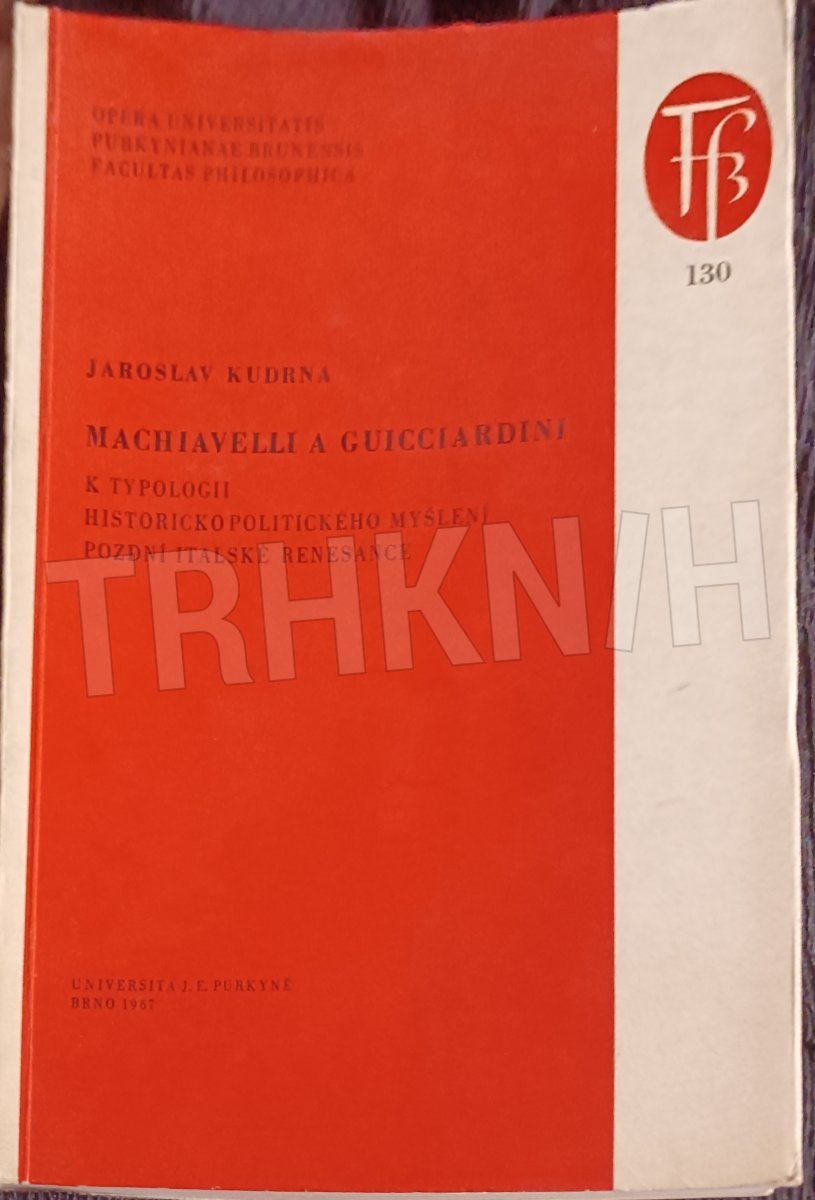 OPERA UNIVERSITATIS
PURKYNIANAE BRUNENSIS
FACULTAS PHILOSOPHICA
130
JAROSLAV KUDRNA
MACHIAVELLI A GUICCIARDINI
K TYPOLOGII
HISTORICKOPOLITICKÉHO MYŠLENÍ
POZDNÍ ITALSKÉ RENESANCE
TRHKNIH
UNIVERSITA J. E. PURKYNĚ
BRNO 1967